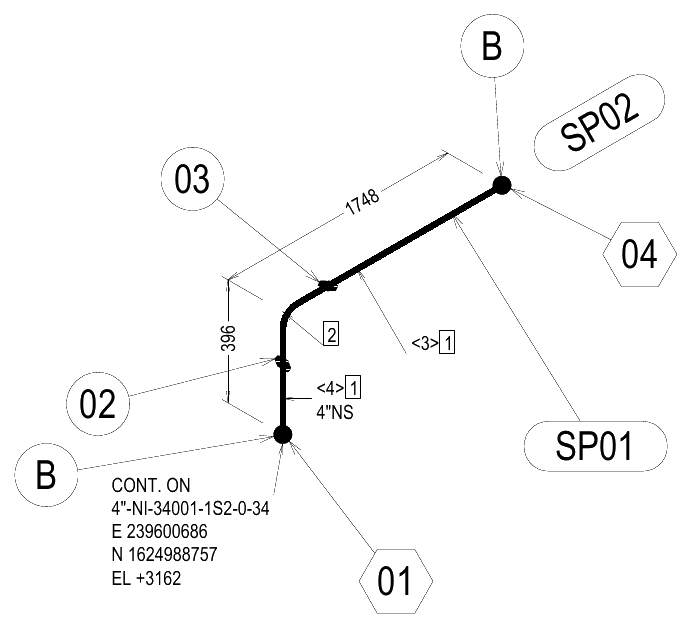 B
SP02
03
1748
04
396
2
<3>1
02
<4>1
4"NS
SP01
B
CONT. ON
4"-NI-34001-1S2-0-34
E 239600686
N 1624988757
EL +3162
01